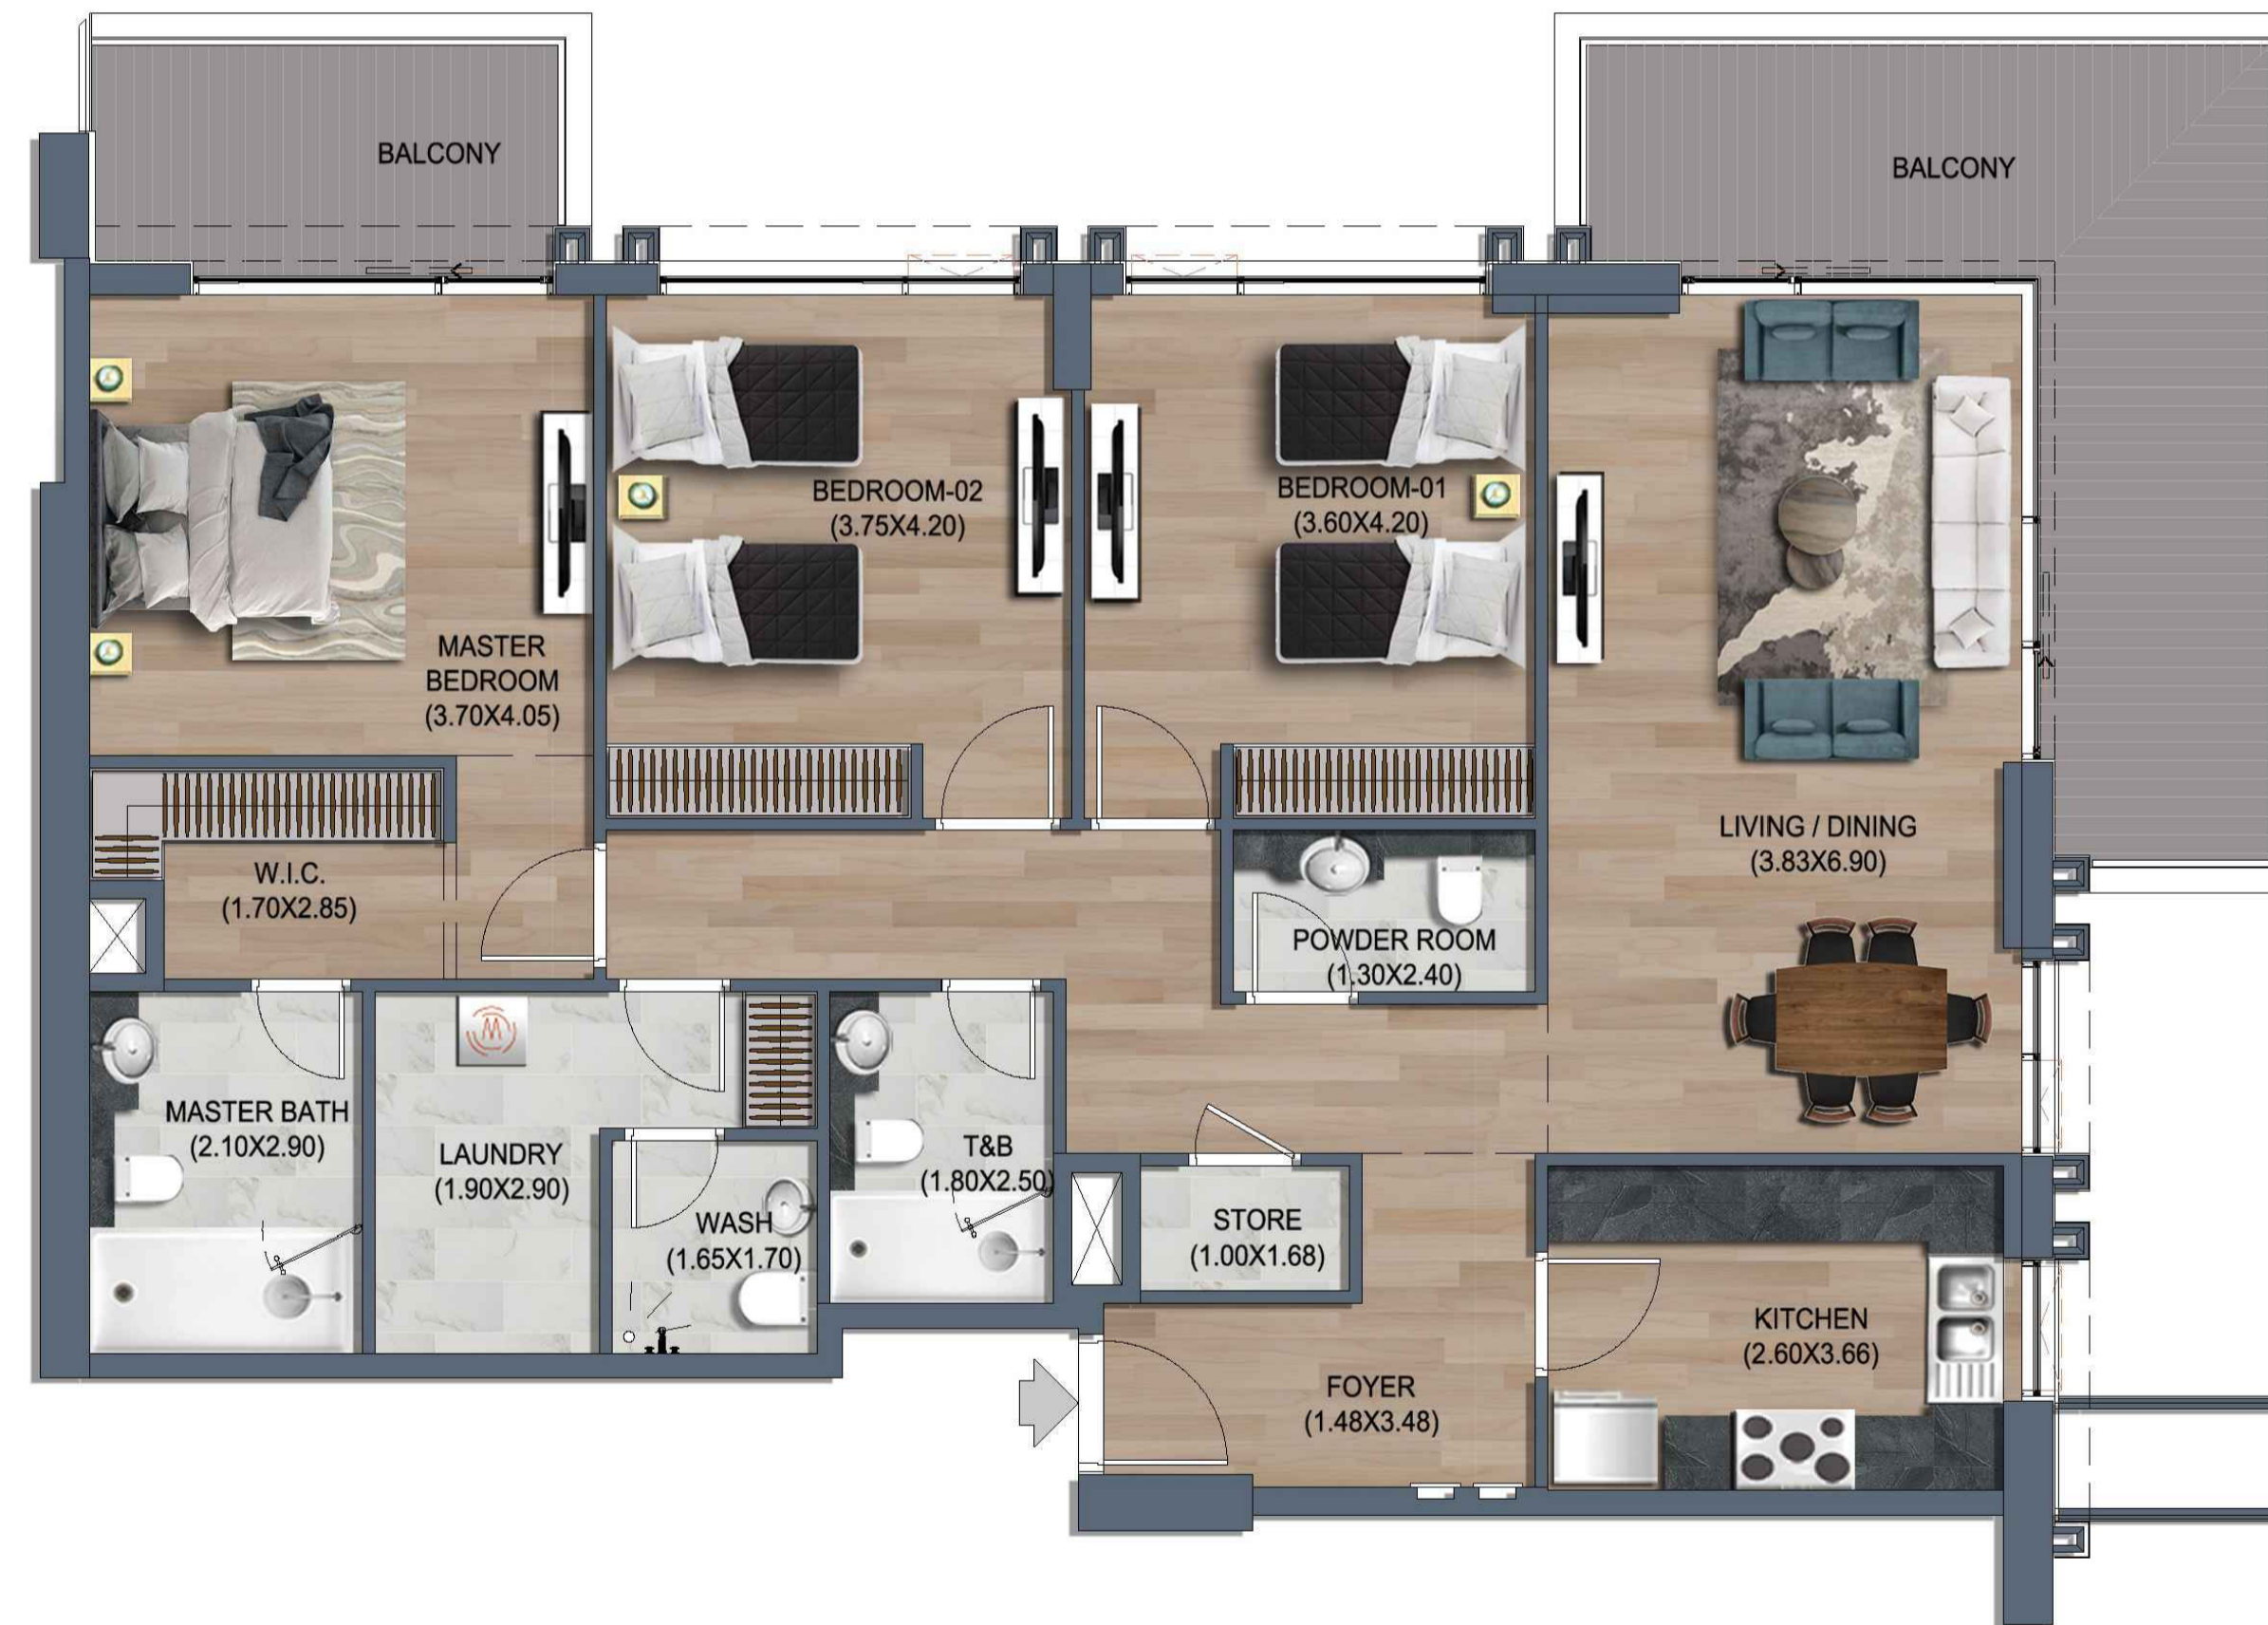 BALCONY
BALCONY
BEDROOM-02
(3.75X4.20)
BEDROOM-01
(3.60X4.20)
MASTER
BEDROOM
(3.70X4.05)
LIVING / DINING
(3.83X6.90)
W.I.C.
(1.70X2.85)
POWDER ROOM
(1.30X2.40)
MASTER BATH
(2.10X2.90)
LAUNDRY
(1.90X2.90)
T&B
(1.80X2.50)
WASH
(1.65X1.70)
STORE
(1.00X1.68)
KITCHEN
(2.60X3.66)
FOYER
(1.48X3.48)
M